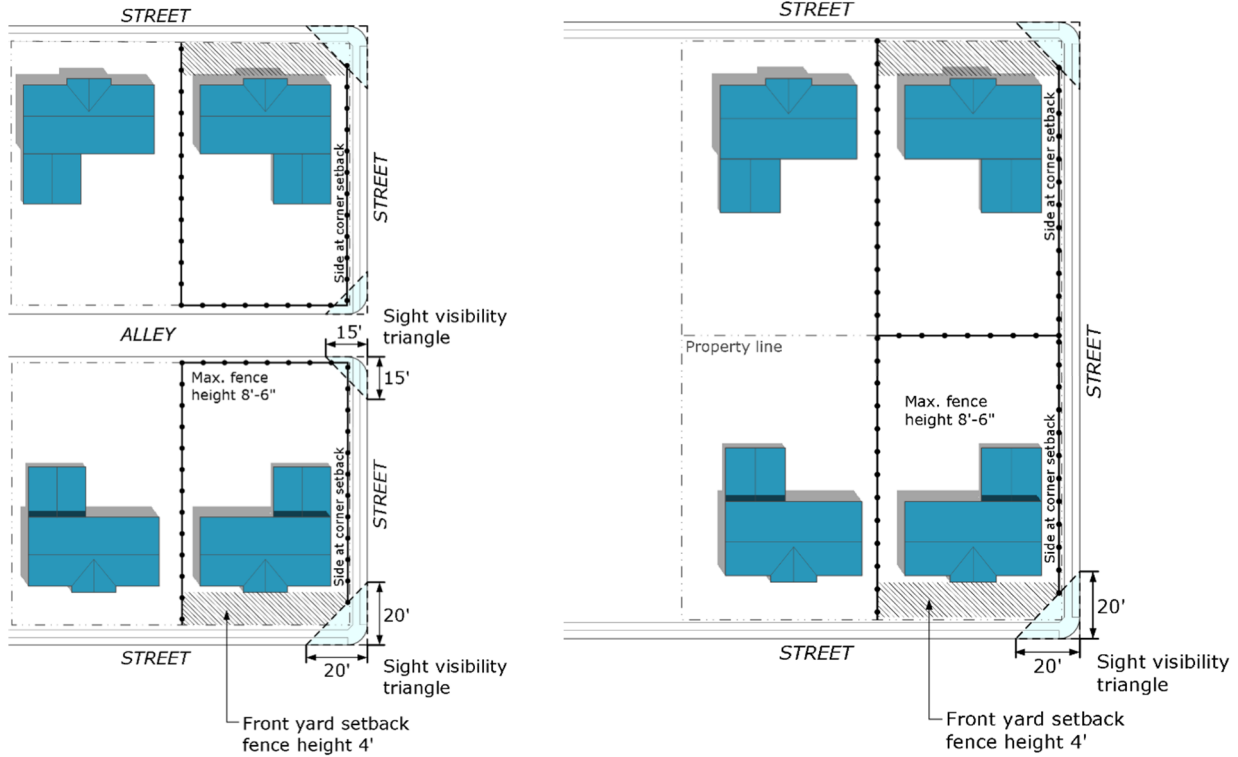 STREET
STREET
Side at corner setback
ALLEY
Sight visibility
triangle
15'
15'
Max. fence
height 8'-6"
Side at corner setback
STREET
20'
20'
STREET
Sight visibility
triangle
Front yard setback
fence height 4'
STREET
Side at corner setback
Property line
STREET
Max. fence
height 8'-6"
Side at corner setback
20'
20'
STREET
Sight visibility
triangle
Front yard setback
fence height 4'